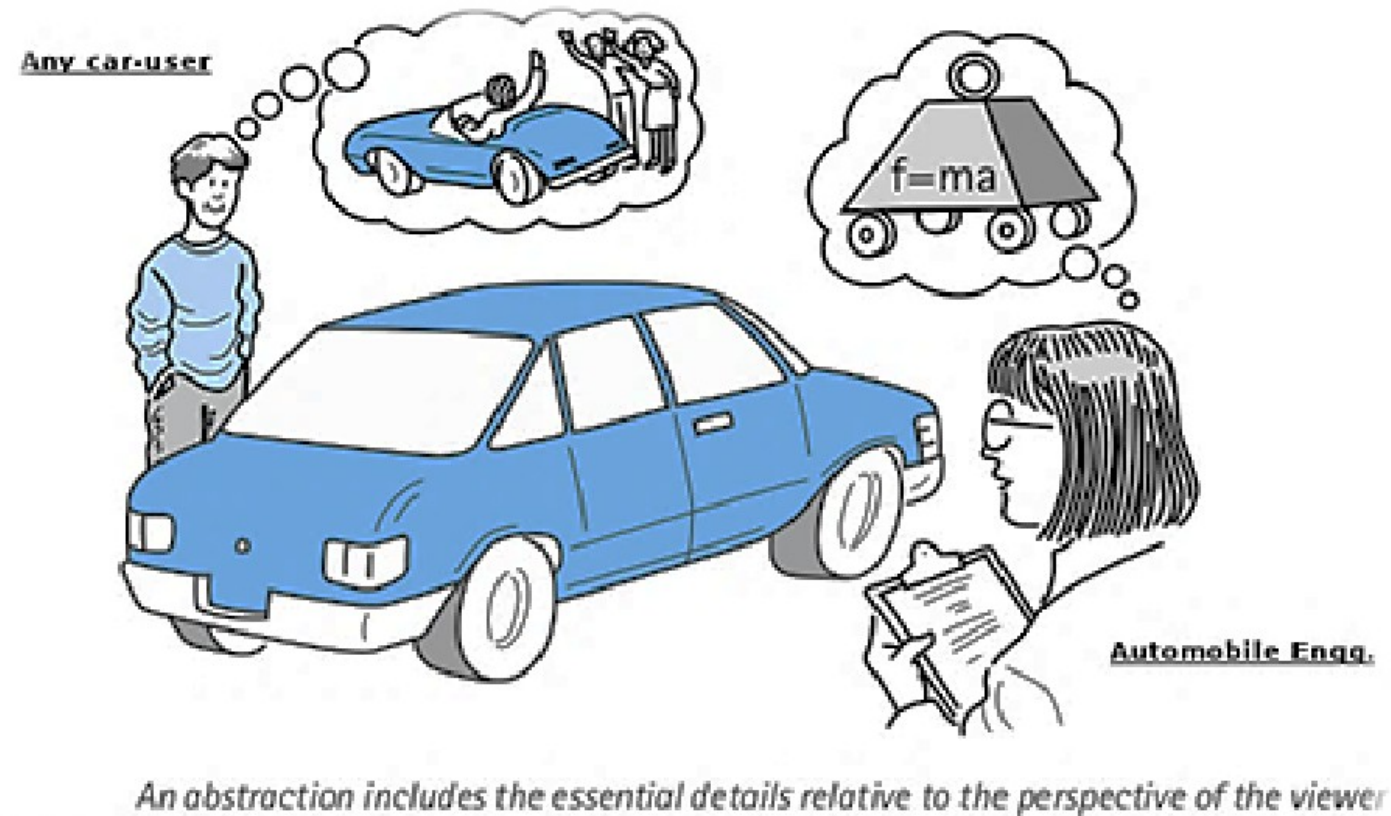 Any car-user
f=ma
Automobile Engg.
An abstraction includes the essential details relative to the perspective of the viewer